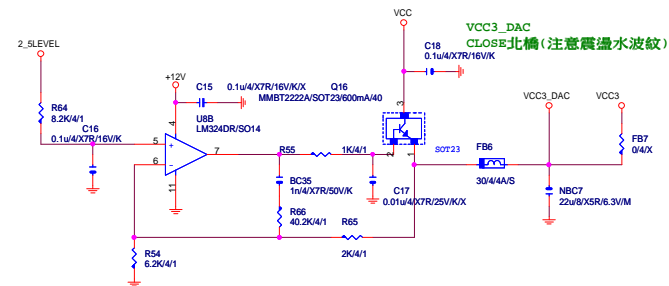 VCC
VCC3_DAC
CLOSE北橋(注意震盪水波紋)
2_5LEVEL
C18
0.1u/4/X7R/16V/K
+12V
C15
0.1u/4/X7R/16V/K/X
Q16
MMBT2222A/SOT23/600mA/40
VCC3_DAC
VCC3
R64
8.2K/4/1
U8B
LM324DR/SO14
3
C16
0.1u/4/X7R/16V/K
4
5
+
7
R55
1K/4/1
2
1
SOT23
FB6
30/4/4A/S
FB7
0/4/X
6
-
11
BC35
1n/4/X7R/50V/K
C17
0.01u/4/X7R/25V/K/X
NBC7
22u/8/X5R/6.3V/M
R66
40.2K/4/1
R65
2K/4/1
R54
6.2K/4/1